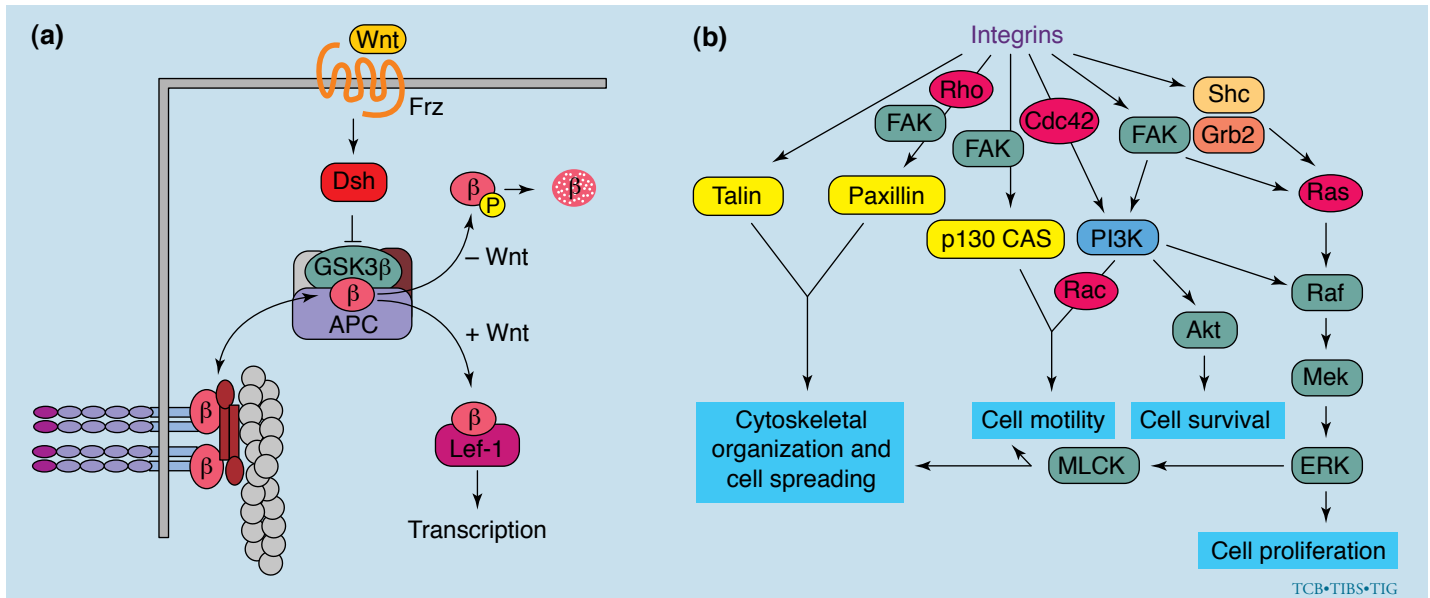 (a)
Wnt
Frz
Dsh
β
P
β
GSK3β
β
APC
– Wnt
+ Wnt
β
β
β
Lef-1
Transcription
(b)
Integrins
Rho
FAK
FAK
Cdc42
FAK
Shc
Grb2
Talin
Paxillin
p130 CAS
PI3K
Ras
Rac
Raf
Akt
Mek
Cytoskeletal
organization and
cell spreading
Cell motility
Cell survival
MLCK
ERK
Cell proliferation
TCB•TIBS•TIG